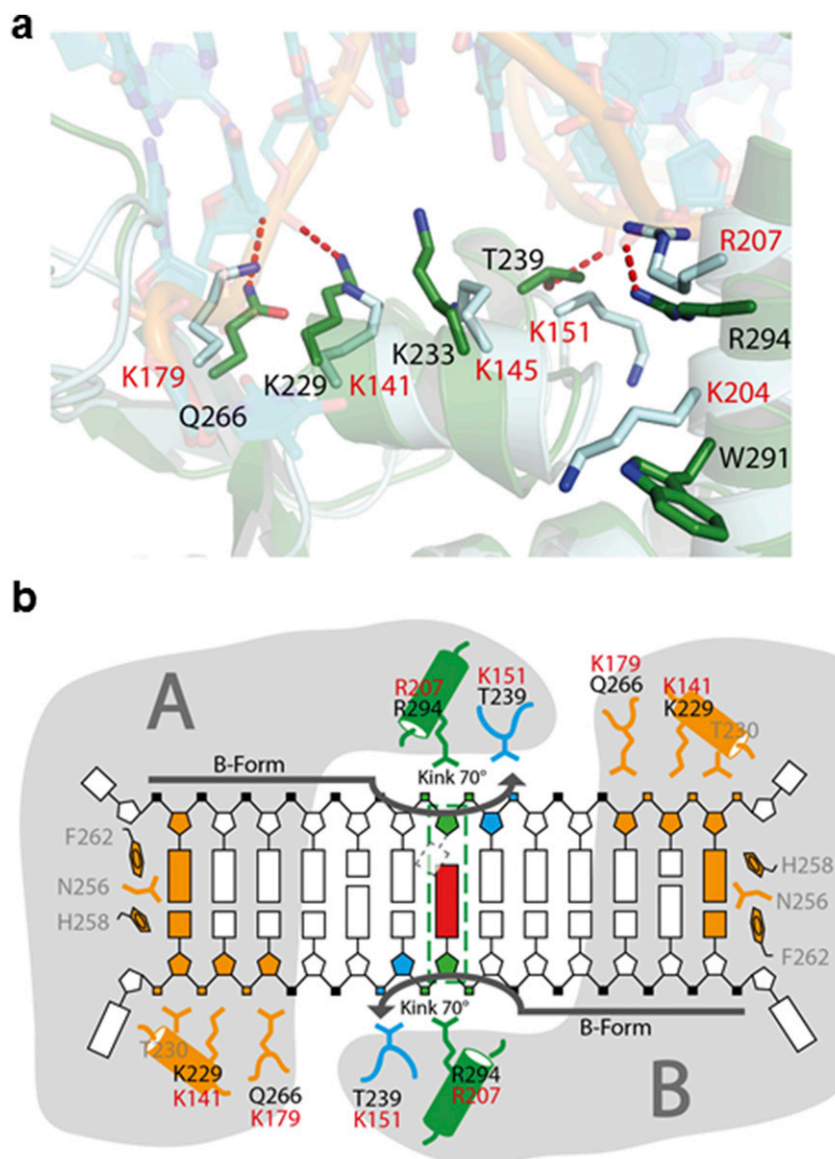 a
R207
T239
K151
R294
K233
K179
K229
K141
K145
K204
Q266
W291
b
A
R207
R294
K151
T239
K179
Q266
K141
K229
T230
B-Form
Kink 70°
F262
N256
H258
H258
N256
F262
Kink 70°
B-Form
T230
K229
K141
Q266
K179
T239
K151
R294
R207
B